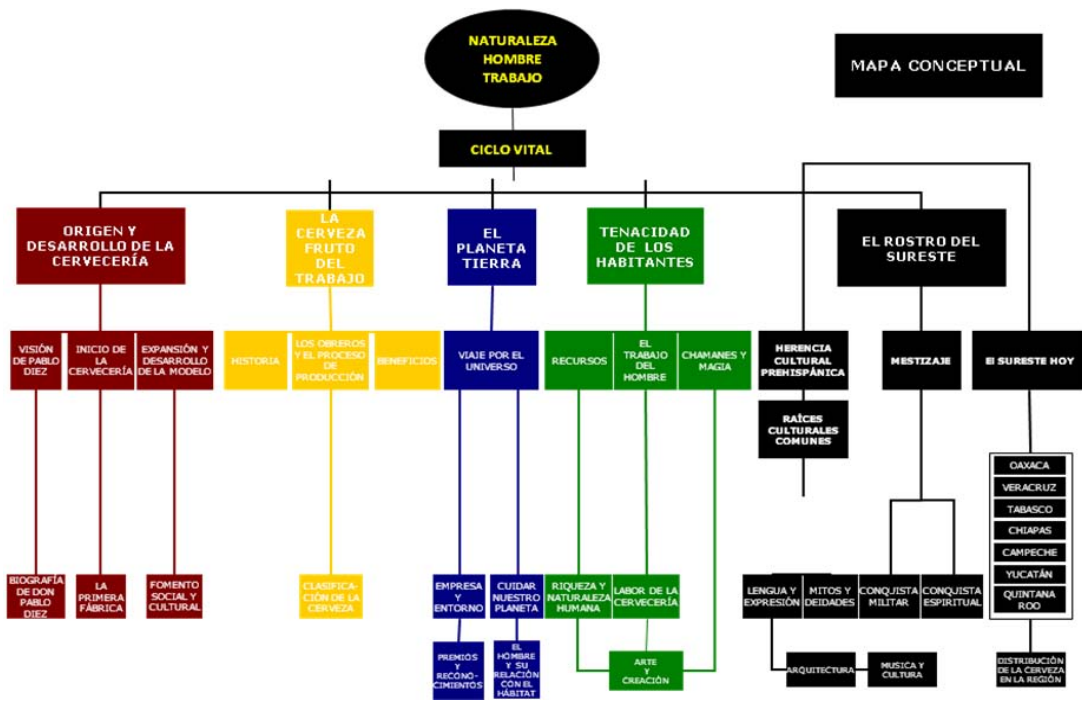 NATURALEZA
HOMBRE
TRABAJO
MAPA CONCEPTUAL
CICLO VITAL
ORIGEN Y
DESARROLLO DE LA
CERVECERÍA
LA
CERVEZA
FRUTO
DEL
TRABAJO
EL
PLANETA
TIERRA
TENACIDAD
DE LOS
HABITANTES
EL ROSTRO DEL
SURESTE
VISIÓN
DE PABLO
DIEZ
INICIO DE
LA
CERVECERÍA
EXPANSIÓN Y
DESARROLLO
DE LA MODELO
HISTORIA
LOS OBREROS
Y EL PROCESO
DE
PRODUCCIÓN
BENEFICIOS
VIAJE POR EL
UNIVERSO
RECURSOS
EL
TRABAJO
DEL
HOMBRE
CHAMANES Y
MAGIA
HERENCIA
CULTURAL
PREHISPÁNICA
MESTIZAJE
El SURESTE HOY
RAÍCES
CULTURALES
COMUNES
OAXACA
VERACRUZ
TABASCO
CHIAPAS
CAMPECHE
YUCATÁN
QUINTANA
ROO
BIOGRAFÍA
DE DON
PABLO
DIEZ
LA
PRIMERA
FÁBRICA
FOMENTO
SOCIAL Y
CULTURAL
CLASIFICA-
CIÓN DE LA
CERVEZA
EMPRESA
Y
ENTORNO
CUIDAR
NUESTRO
PLANETA
RIQUEZA Y
NATURALEZA
HUMANA
LABOR DE LA
CERVECERÍA
LENGUA Y
EXPRESIÓN
MITOS Y
DEIDADES
CONQUISTA
MILITAR
CONQUISTA
ESPIRITUAL
PREMIOS
Y
RECONO-
CIMIENTOS
EL
HOMBRE
Y SU
RELACIÓN
CON EL
HÁBITAT
ARTE
Y
CREACIÓN
ARQUITECTURA
MUSICA Y
CULTURA
DISTRIBUCIÓN
DE LA CERVEZA
EN LA REGIÓN